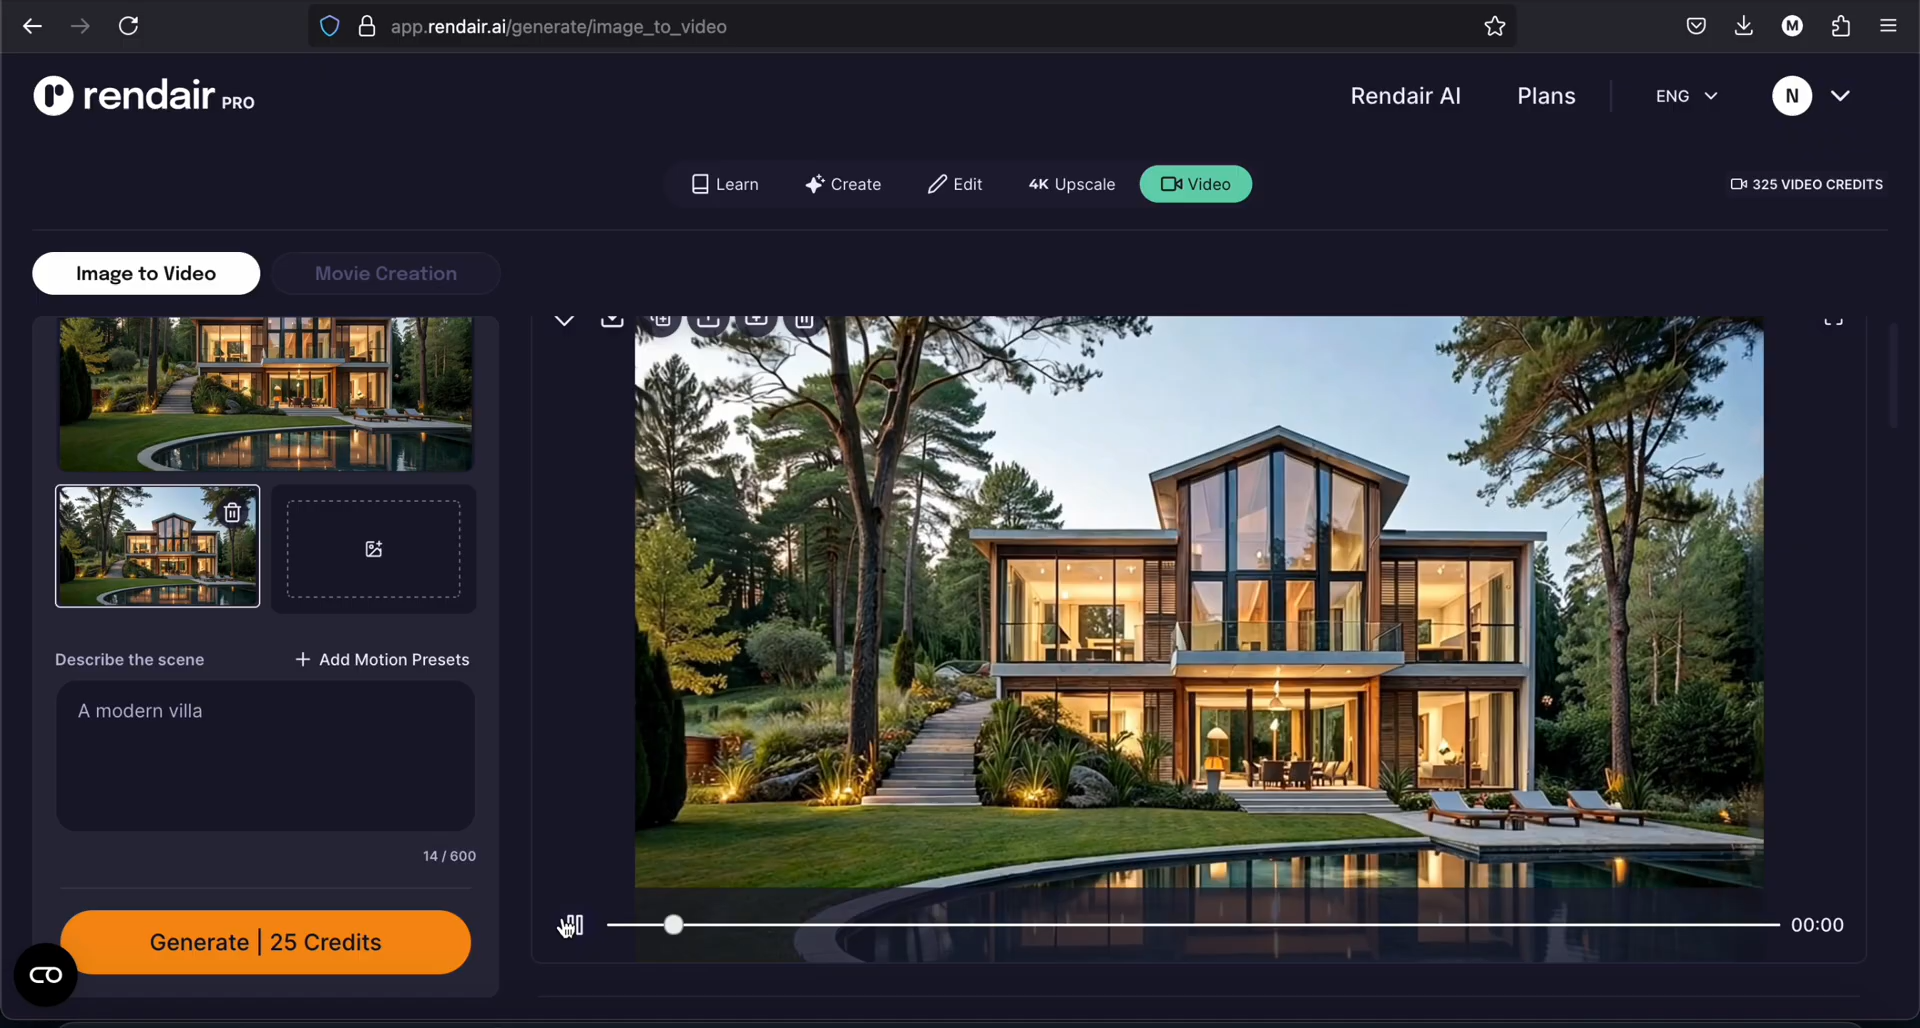 app.rendair.ai/generate/image_to_video
M
rendair PRO
Rendair AI
Plans
ENG
N
Learn
Create
Edit
4K Upscale
Video
325 VIDEO CREDITS
Image to Video
Movie Creation
Describe the scene
+ Add Motion Presets
A modern villa
14 / 600
Generate | 25 Credits
00:00